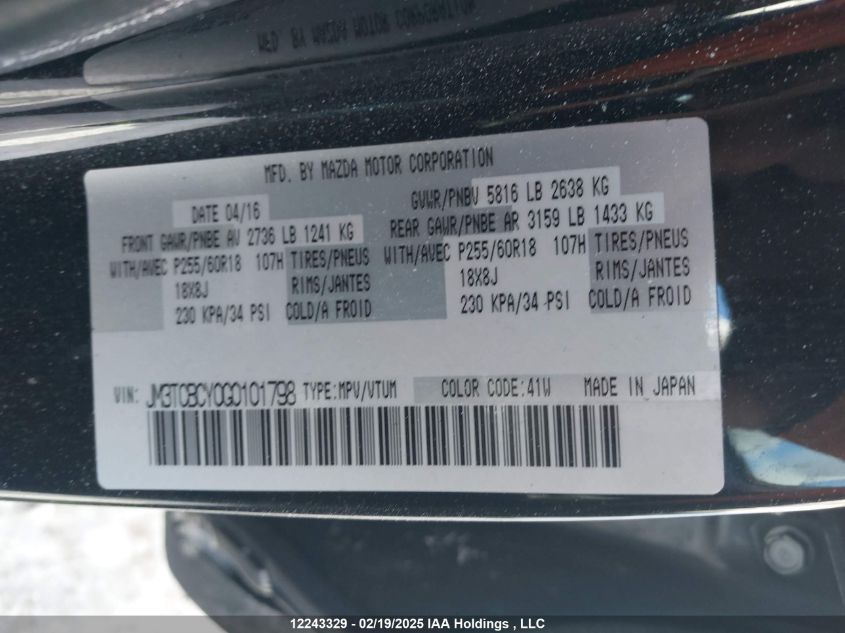 MFD. BY MAZDA MOTOR CORPORATION
DATE 04/16 GVWR/PNBV 5816 LB 2638 KG
FRONT GAWR/PNBE AV 2736 LB 1241 KG REAR GAWR/PNBE AR 3159 LB 1433 KG
WITH/AVEC P255/60R18 107H TIRES/PNEUS WITH/AVEC P255/60R18 107H TIRES/PNEUS
18X8J RIMS/JANTES 18X8J RIMS/JANTES
230 KPA/34 PSI COLD/A FROID 230 KPA/34 PSI COLD/A FROID
VIN: JM3TCBCY0G0101798 TYPE:MPV/VTUM COLOR CODE:41W MADE IN JAPAN
12243329 - 02/19/2025 IAA Holdings , LLC